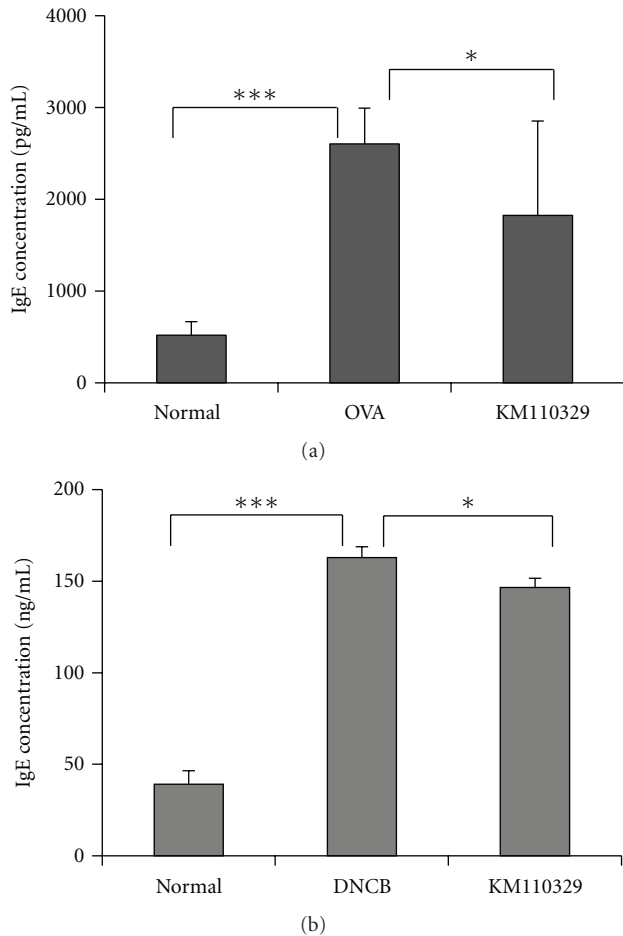 4000
3000
2000
1000
0
IgE concentration (pg/mL)
***
*
Normal OVA KM110329
(a)
200
150
100
50
0
IgE concentration (ng/mL)
***
*
Normal DNCB KM110329
(b)